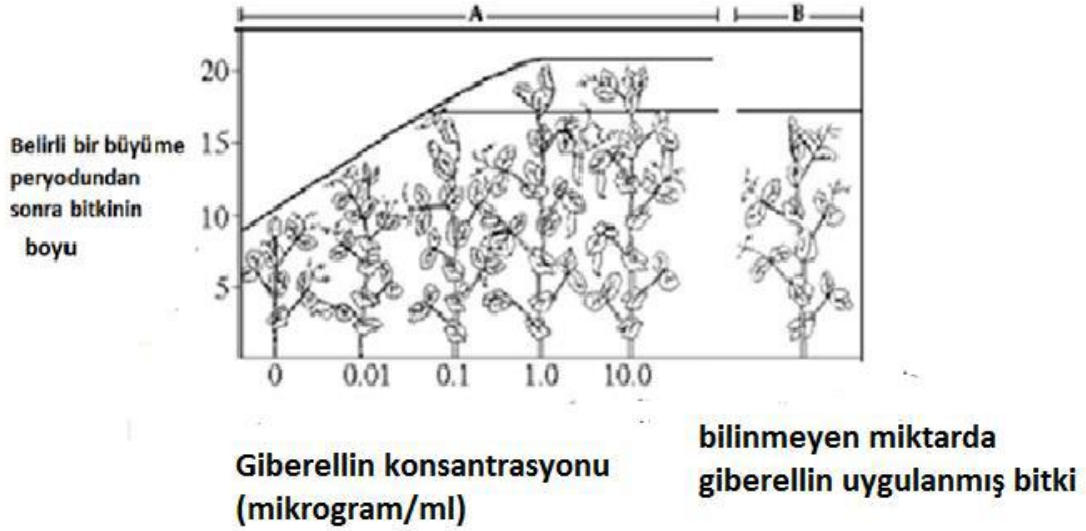 A
B
20
15
10
5
Belirli bir büyüme
peryodundan
sonra bitkinin
boyu
0 0.01 0.1 1.0 10.0
Giberellin konsantrasyonu
(mikrogram/ml)
bilinmeyen miktarda
giberellin uygulanmış bitki